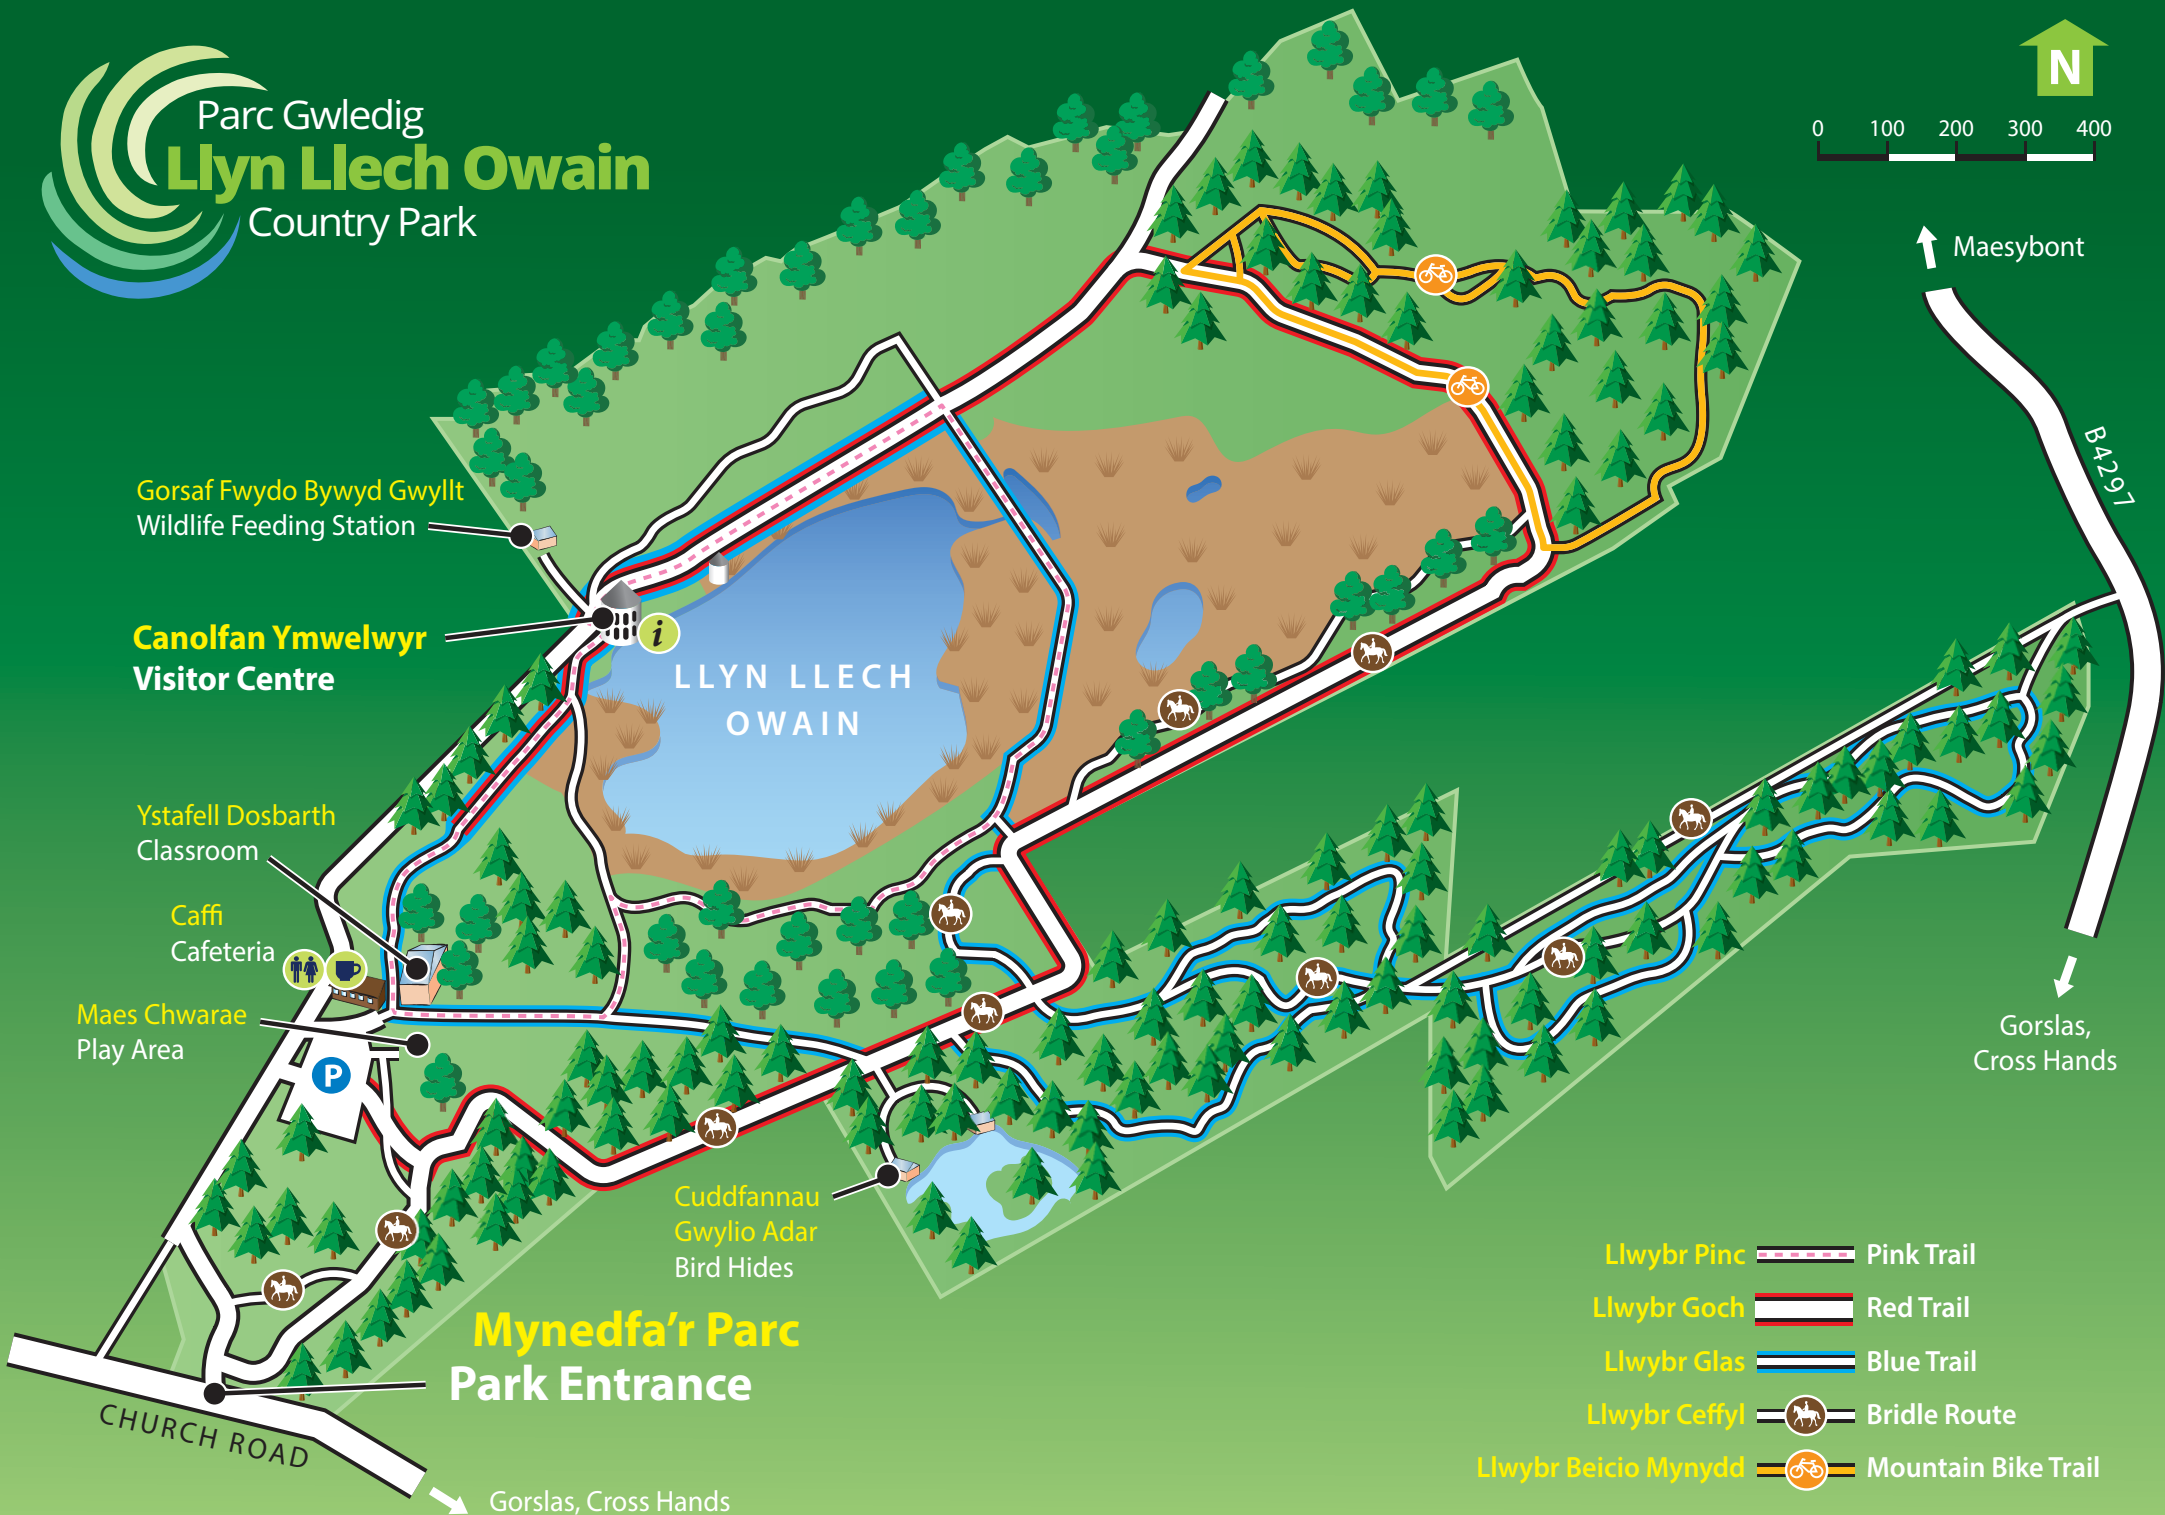 Parc Gwledig
Llyn Llech Owain
Country Park
N
0 100 200 300 400
Maesybont
B4297
Gorsaf Fwydo Bywyd Gwyllt
Wildlife Feeding Station
Canolfan Ymwelwyr
Visitor Centre
i
LLYN LLECH
OWAIN
Ystafell Dosbarth
Classroom
Caffi
Cafeteria
Maes Chwarae
Play Area
P
Gorslas,
Cross Hands
Cuddfannau
Gwylio Adar
Bird Hides
Mynedfa'r Parc
Park Entrance
CHURCH ROAD
Gorslas, Cross Hands
Llwybr Pinc Pink Trail
Llwybr Goch Red Trail
Llwybr Glas Blue Trail
Llwybr Ceffyl Bridle Route
Llwybr Beicio Mynydd Mountain Bike Trail